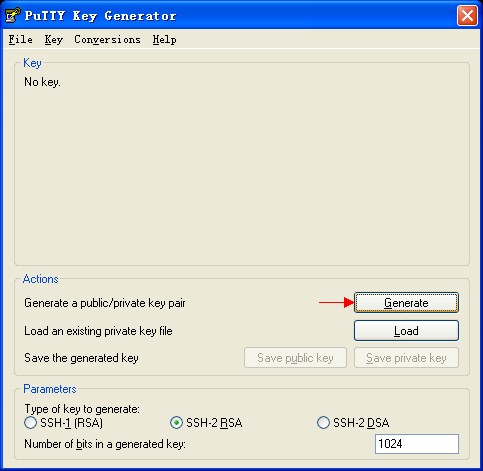 PuTTY Key Generator
File Key Conversions Help
Key
No key.
Actions
Generate a public/private key pair Generate
Load an existing private key file Load
Save the generated key Save public key Save private key
Parameters
Type of key to generate:
SSH-1 (RSA) SSH-2 RSA SSH-2 DSA
Number of bits in a generated key: 1024